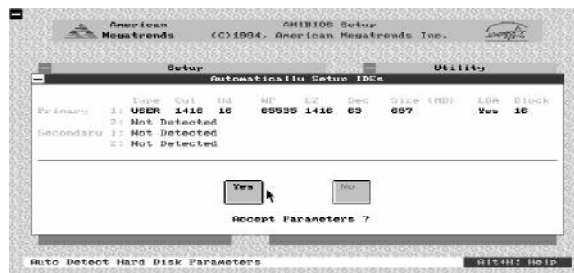 American
Megatrends
AMIBIOS Setup
(C)1994, American Megatrends Inc.
Setup
Utility
Automatically Setup IDEs
Type Cyl Hd WP LZ Sec Size (MB) LBA Block
Primary 1: USER 1416 16 65535 1416 63 697 Yes 16
2: Not Detected
Secondary 1: Not Detected
2: Not Detected
Yes
No
Accept Parameters ?
Auto Detect Hard Disk Parameters
Alt+H: Help